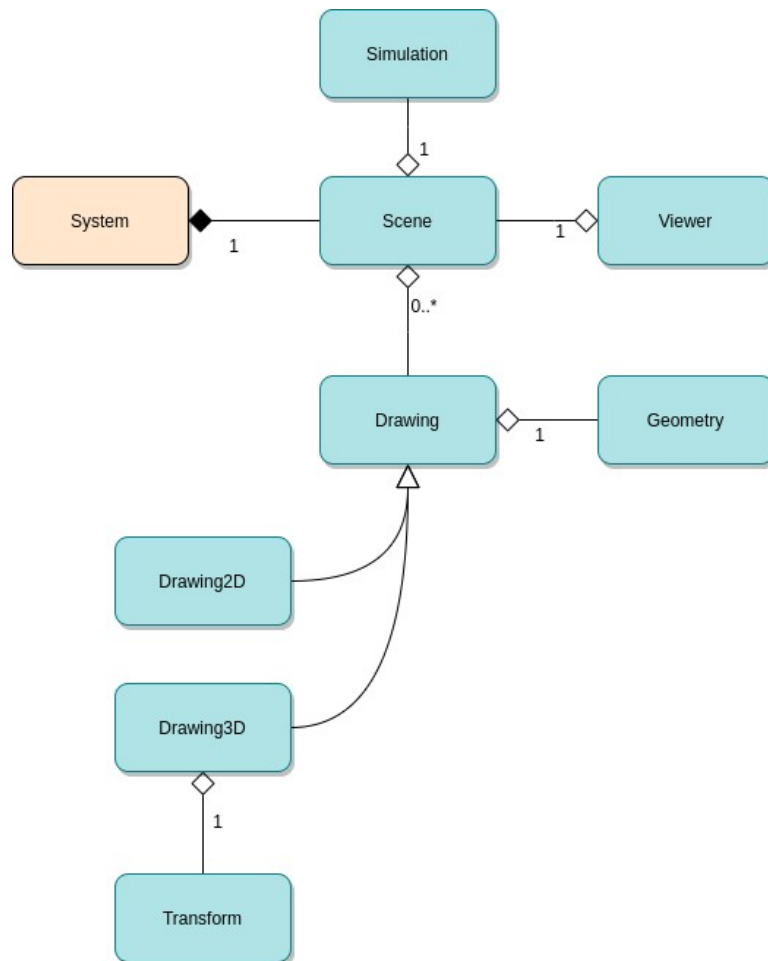 Simulation
1
System
1
Scene
1
Viewer
0..*
Drawing
1
Geometry
Drawing2D
Drawing3D
1
Transform